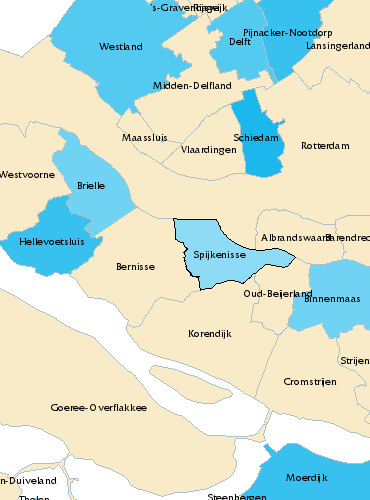 's-Gravenhage
Rijswijk
Pijnacker-Nootdorp
Westland
Delft
Lansingerland
Midden-Delfland
Maassluis
Schiedam
Vlaardingen
Rotterdam
Westvoorne
Brielle
Hellevoetsluis
Albrandswaard
Barendrec
Spijkenisse
Bernisse
Oud-Beijerland
Binnenmaas
Korendijk
Strijen
Cromstrijen
Goeree-Overflakkee
n-Duiveland
Moerdijk
Tholen
Steenbergen